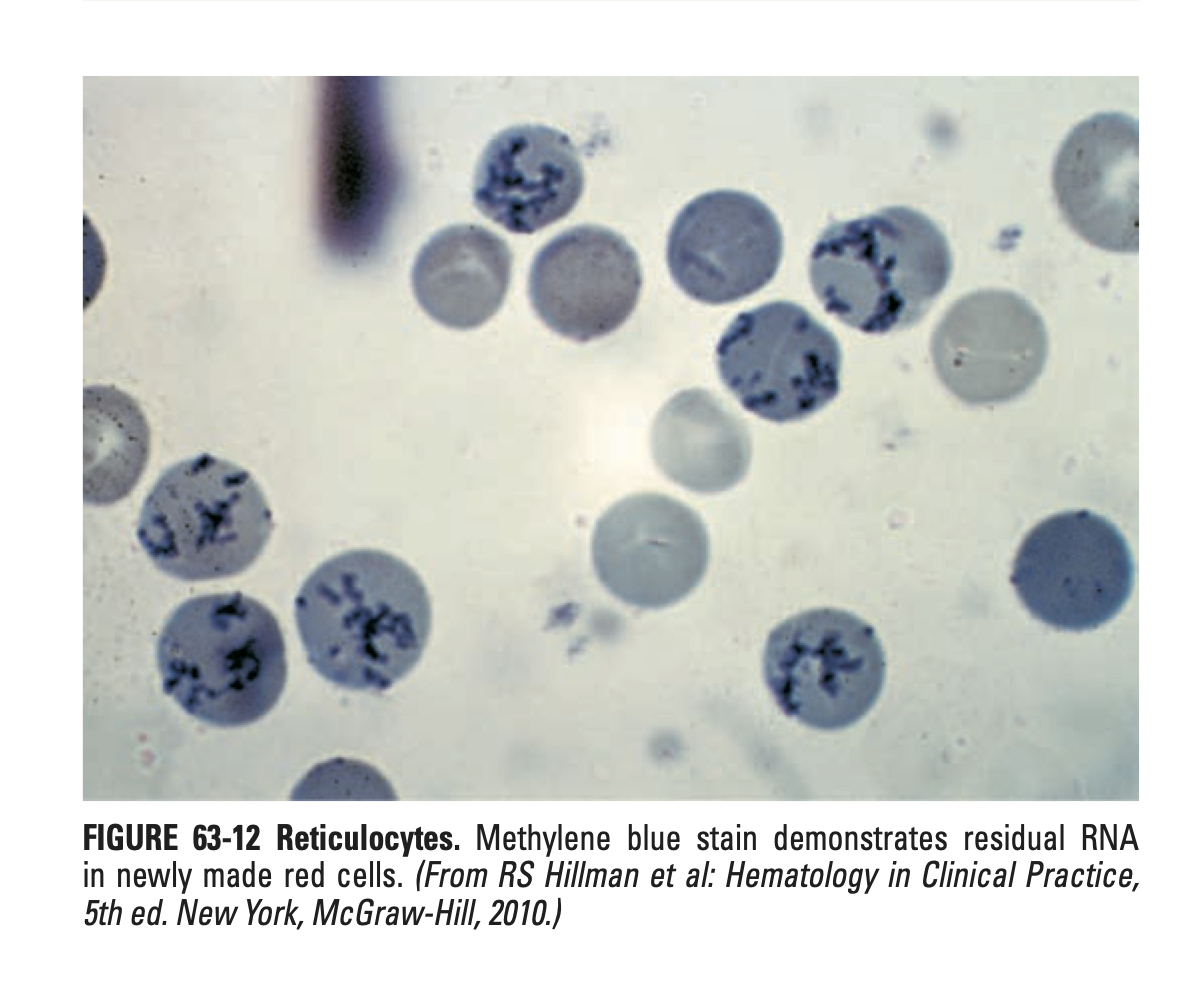 FIGURE 63-12 Reticulocytes. Methylene blue stain demonstrates residual RNA
in newly made red cells. (From RS Hillman et al: Hematology in Clinical Practice,
5th ed. New York, McGraw-Hill, 2010.)